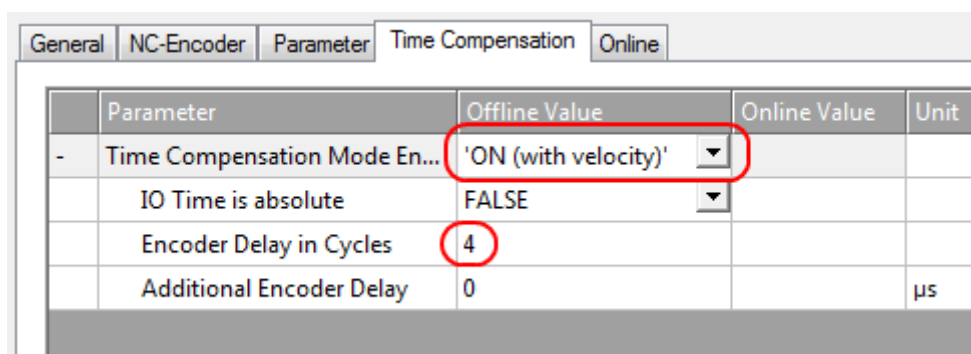 General NC-Encoder Parameter Time Compensation Online
Parameter Offline Value Online Value Unit
- Time Compensation Mode En... 'ON (with velocity)'
IO Time is absolute FALSE
Encoder Delay in Cycles 4
Additional Encoder Delay 0 µs